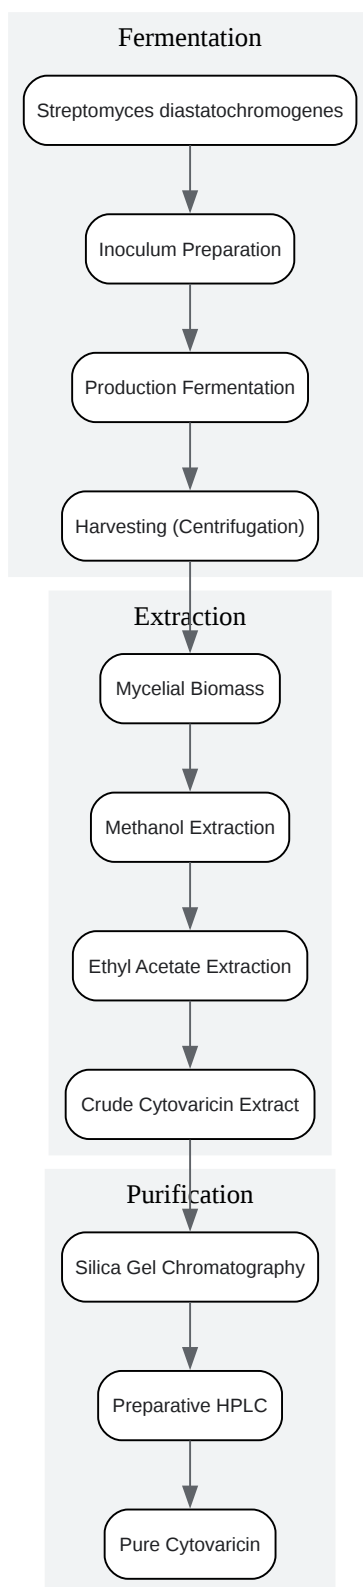 Fermentation
Streptomyces diastatochromogenes
Inoculum Preparation
Production Fermentation
Harvesting (Centrifugation)
Extraction
Mycelial Biomass
Methanol Extraction
Ethyl Acetate Extraction
Crude Cytovaricin Extract
Purification
Silica Gel Chromatography
Preparative HPLC
Pure Cytovaricin